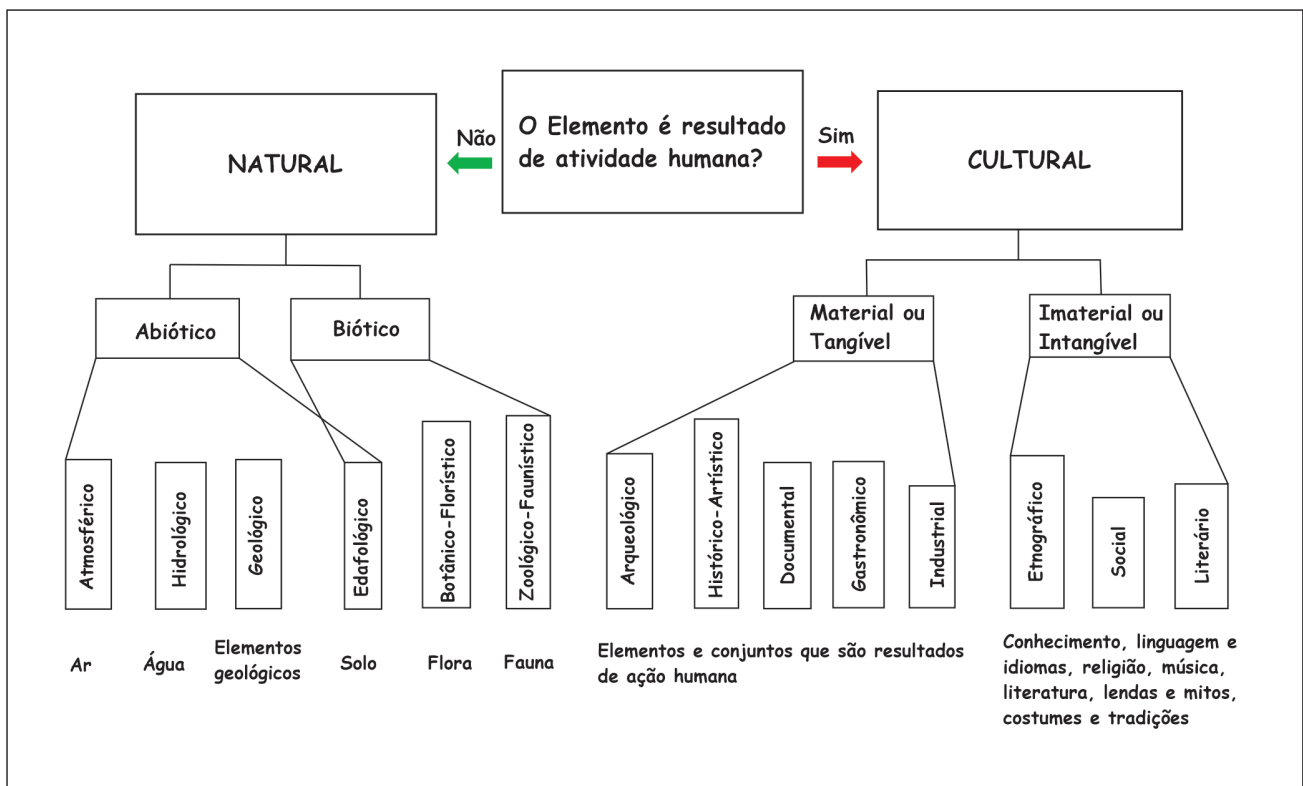 O Elemento é resultado
de atividade humana?
Não
Sim
NATURAL
CULTURAL
Abiótico
Biótico
Material ou
Tangível
Imaterial ou
Intangível
Atmosférico
Hidrológico
Geológico
Edafológico
Botânico-Florístico
Zoológico-Faunístico
Arqueológico
Histórico-Artístico
Documental
Gastronômico
Industrial
Etnográfico
Social
Literário
Ar
Água
Elementos
geológicos
Solo
Flora
Fauna
Elementos e conjuntos que são resultados
de ação humana
Conhecimento, linguagem e
idiomas, religião, música,
literatura, lendas e mitos,
costumes e tradições